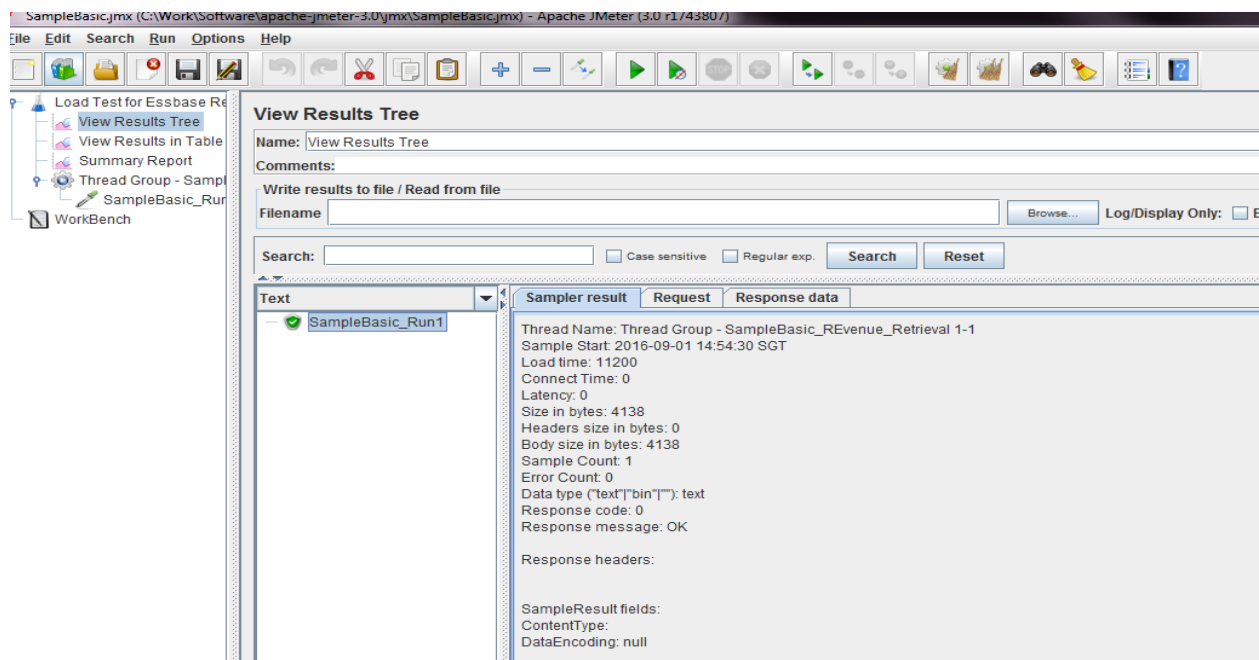 SampleBasic.jmx (C:\Work\Software\apache-jmeter-3.0\jmx\SampleBasic.jmx) - Apache JMeter (3.0 r1743807)
File Edit Search Run Options Help
Load Test for Essbase Re
View Results Tree
View Results in Table
Summary Report
Thread Group - Sampl
SampleBasic_Run
WorkBench
View Results Tree
Name: View Results Tree
Comments:
Write results to file / Read from file
Filename Browse... Log/Display Only: E
Search: Case sensitive Regular exp. Search Reset
Text
SampleBasic_Run1
Sampler result Request Response data
Thread Name: Thread Group - SampleBasic_REvenue_Retrieval 1-1
Sample Start: 2016-09-01 14:54:30 SGT
Load time: 11200
Connect Time: 0
Latency: 0
Size in bytes: 4138
Headers size in bytes: 0
Body size in bytes: 4138
Sample Count: 1
Error Count: 0
Data type ("text"|"bin"|""): text
Response code: 0
Response message: OK
Response headers:
SampleResult fields:
ContentType:
DataEncoding: null